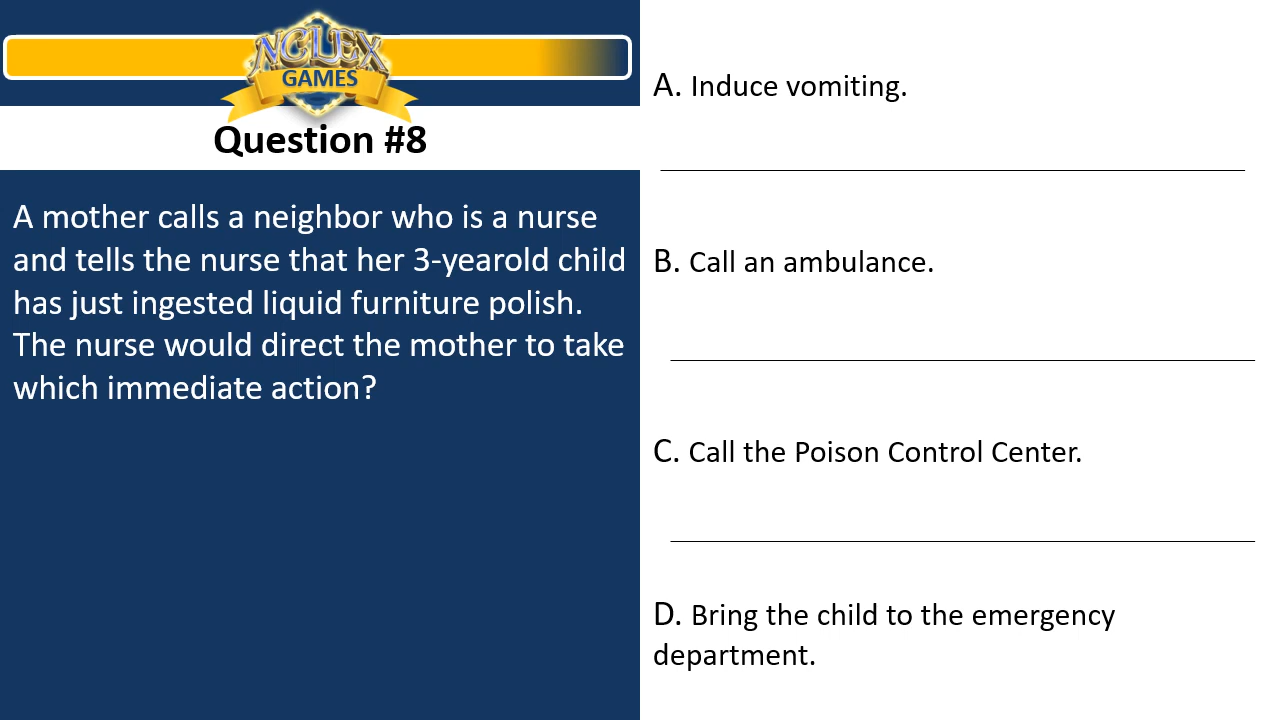 NCLEX
GAMES
Question #8
A mother calls a neighbor who is a nurse
and tells the nurse that her 3-yearold child
has just ingested liquid furniture polish.
The nurse would direct the mother to take
which immediate action?
A. Induce vomiting.
B. Call an ambulance.
C. Call the Poison Control Center.
D. Bring the child to the emergency
department.